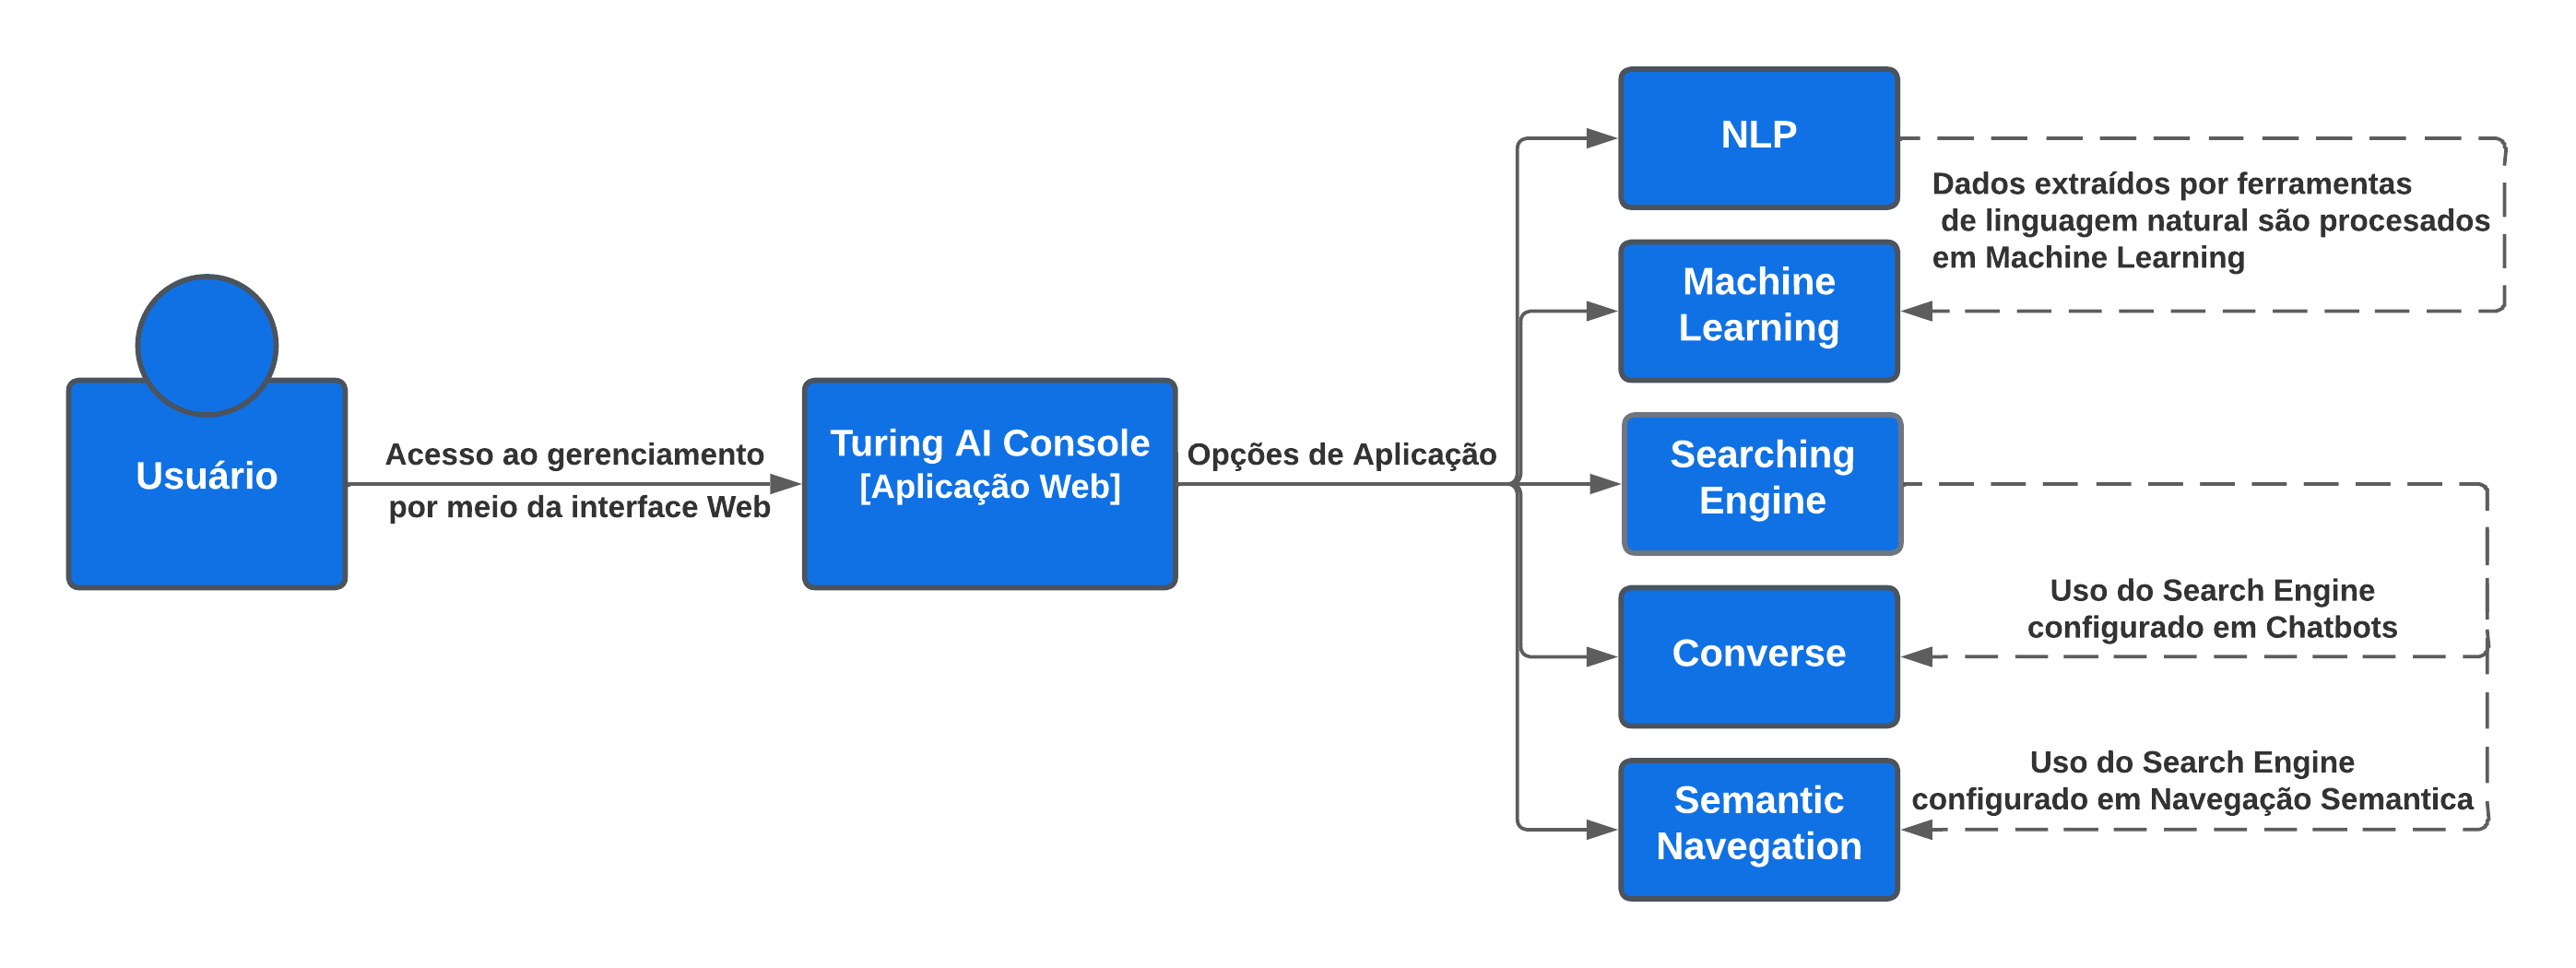 Usuário
Acesso ao gerenciamento
por meio da interface Web
Turing AI Console
[Aplicação Web]
Opções de Aplicação
NLP
Dados extraídos por ferramentas
de linguagem natural são procesados
em Machine Learning
Machine
Learning
Searching
Engine
Uso do Search Engine
configurado em Chatbots
Converse
Uso do Search Engine
configurado em Navegação Semantica
Semantic
Navegation